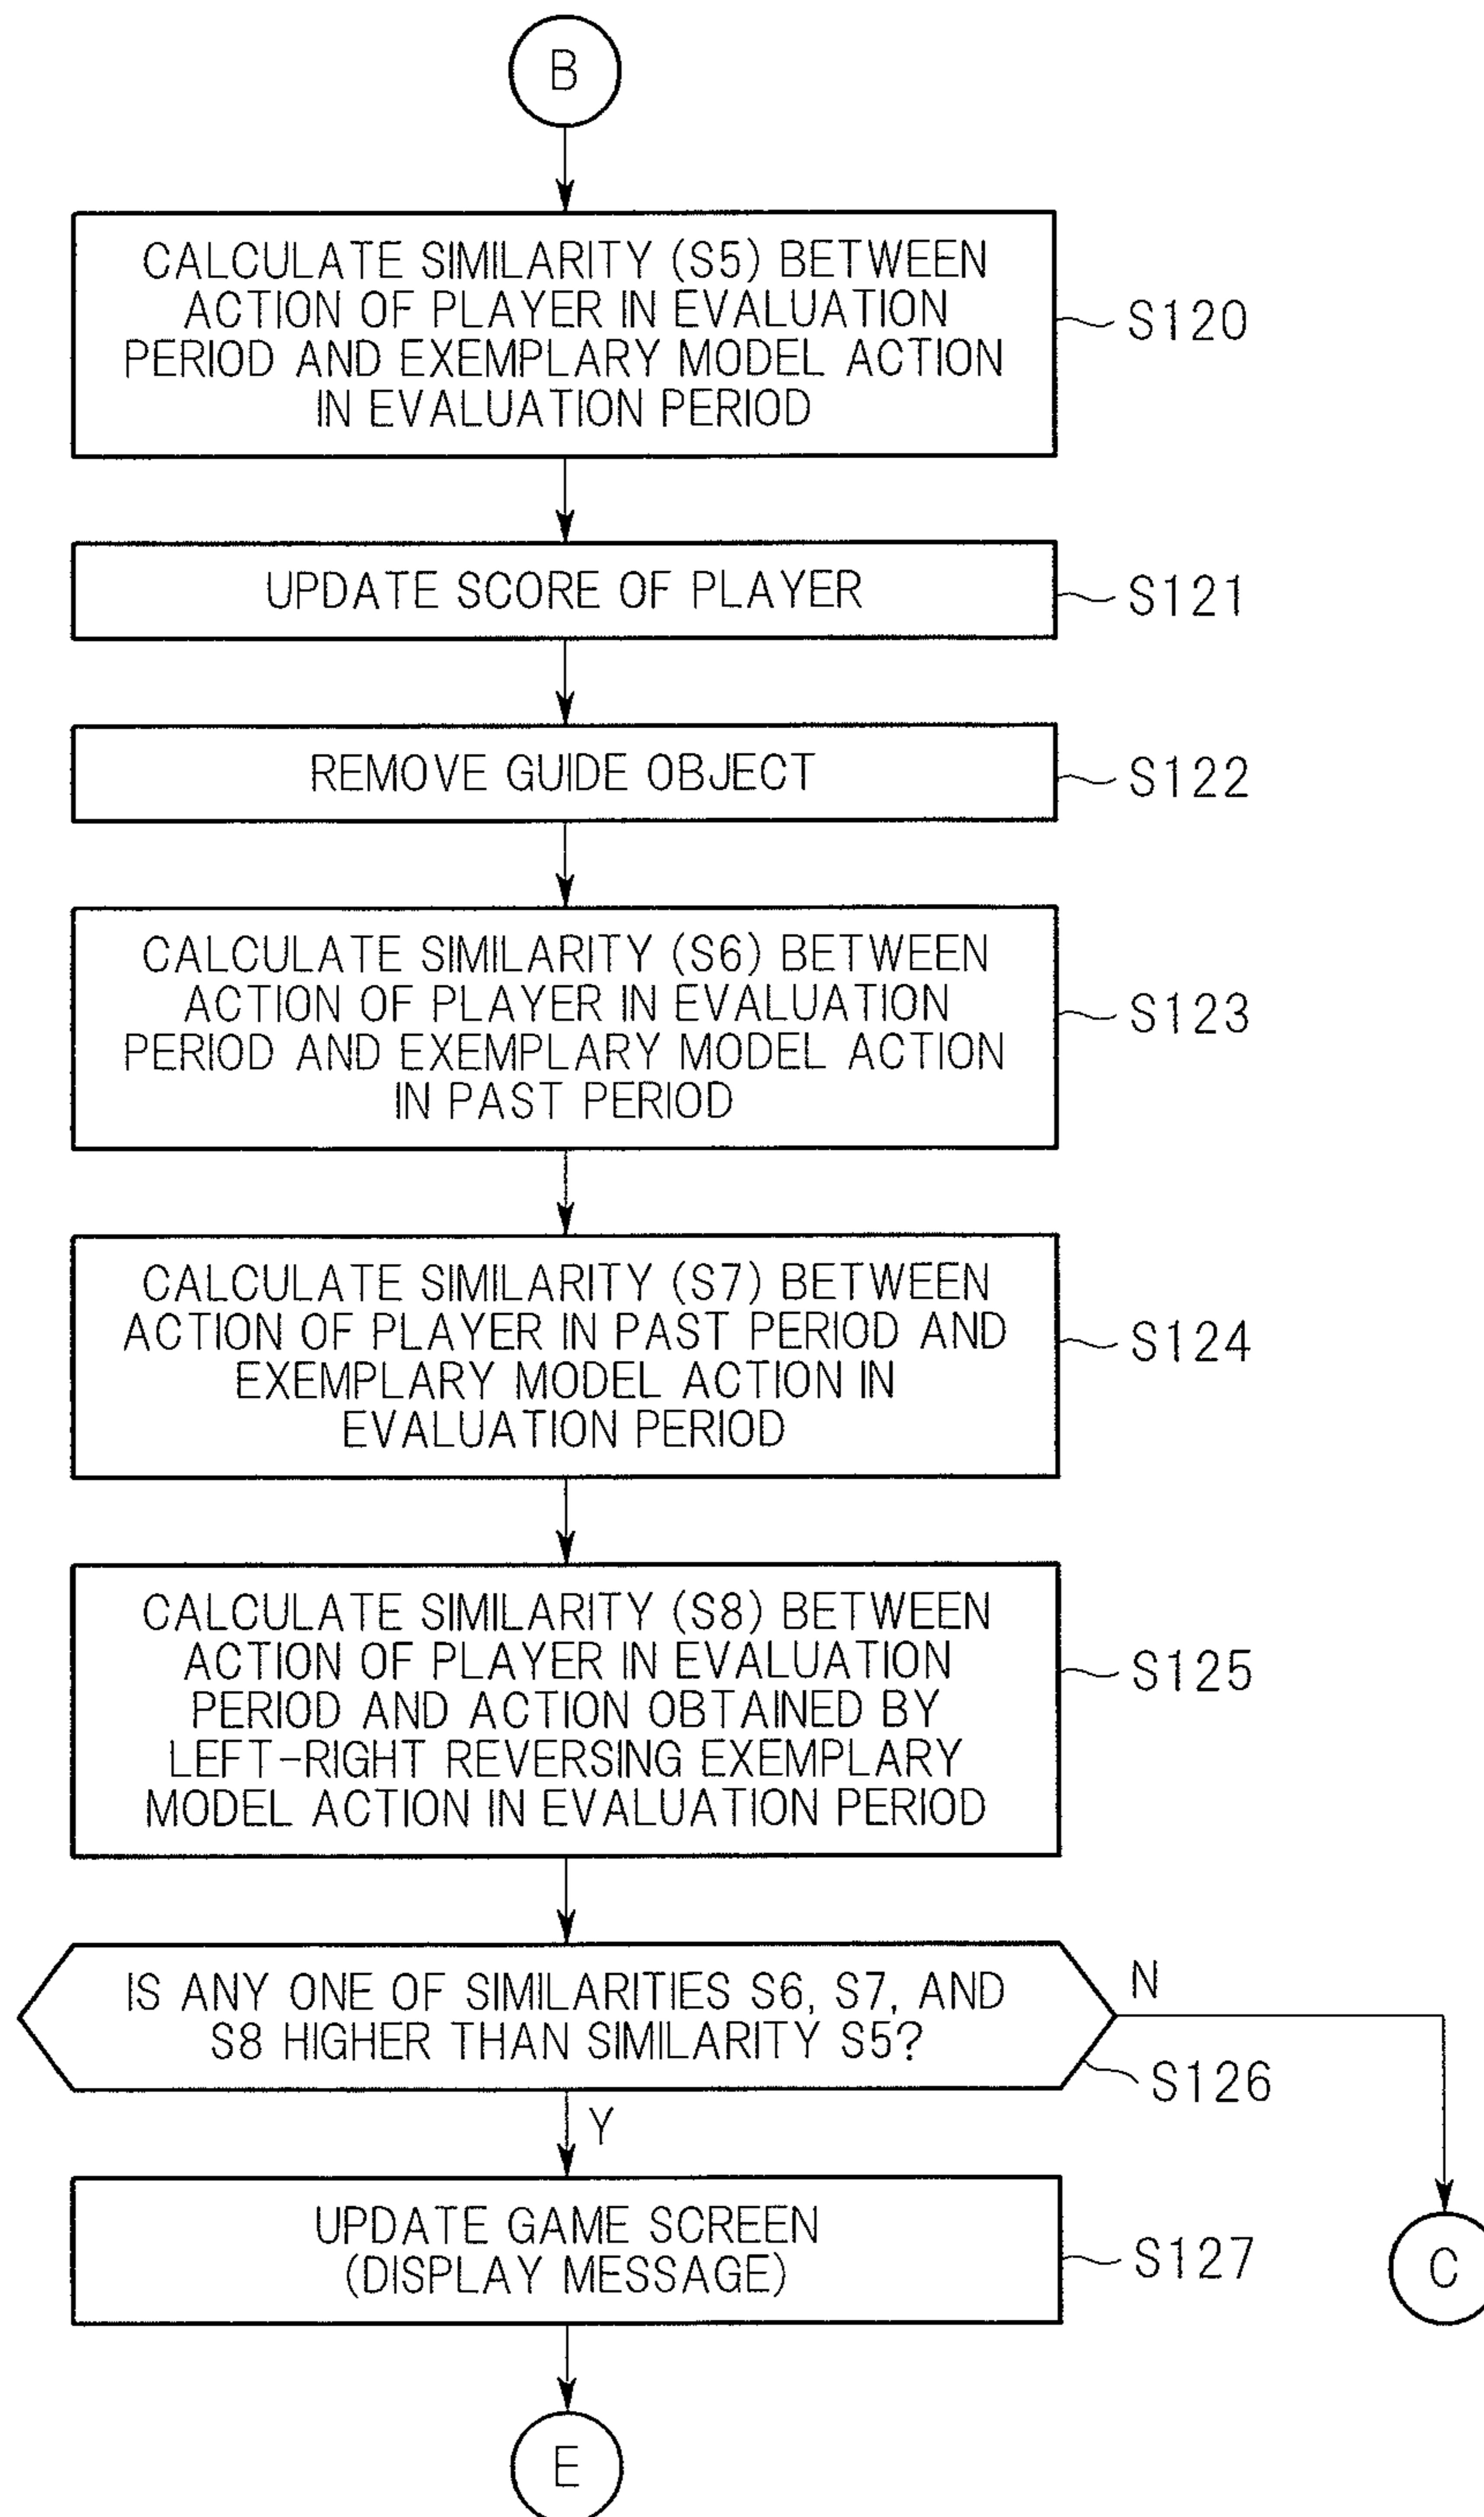 B
CALCULATE SIMILARITY (S5) BETWEEN
ACTION OF PLAYER IN EVALUATION
PERIOD AND EXEMPLARY MODEL ACTION
IN EVALUATION PERIOD
S120
UPDATE SCORE OF PLAYER
S121
REMOVE GUIDE OBJECT
S122
CALCULATE SIMILARITY (S6) BETWEEN
ACTION OF PLAYER IN EVALUATION
PERIOD AND EXEMPLARY MODEL ACTION
IN PAST PERIOD
S123
CALCULATE SIMILARITY (S7) BETWEEN
ACTION OF PLAYER IN PAST PERIOD AND
EXEMPLARY MODEL ACTION IN
EVALUATION PERIOD
S124
CALCULATE SIMILARITY (S8) BETWEEN
ACTION OF PLAYER IN EVALUATION
PERIOD AND ACTION OBTAINED BY
LEFT-RIGHT REVERSING EXEMPLARY
MODEL ACTION IN EVALUATION PERIOD
S125
IS ANY ONE OF SIMILARITIES S6, S7, AND
S8 HIGHER THAN SIMILARITY S5?
N
S126
Y
UPDATE GAME SCREEN
(DISPLAY MESSAGE)
S127
C
E